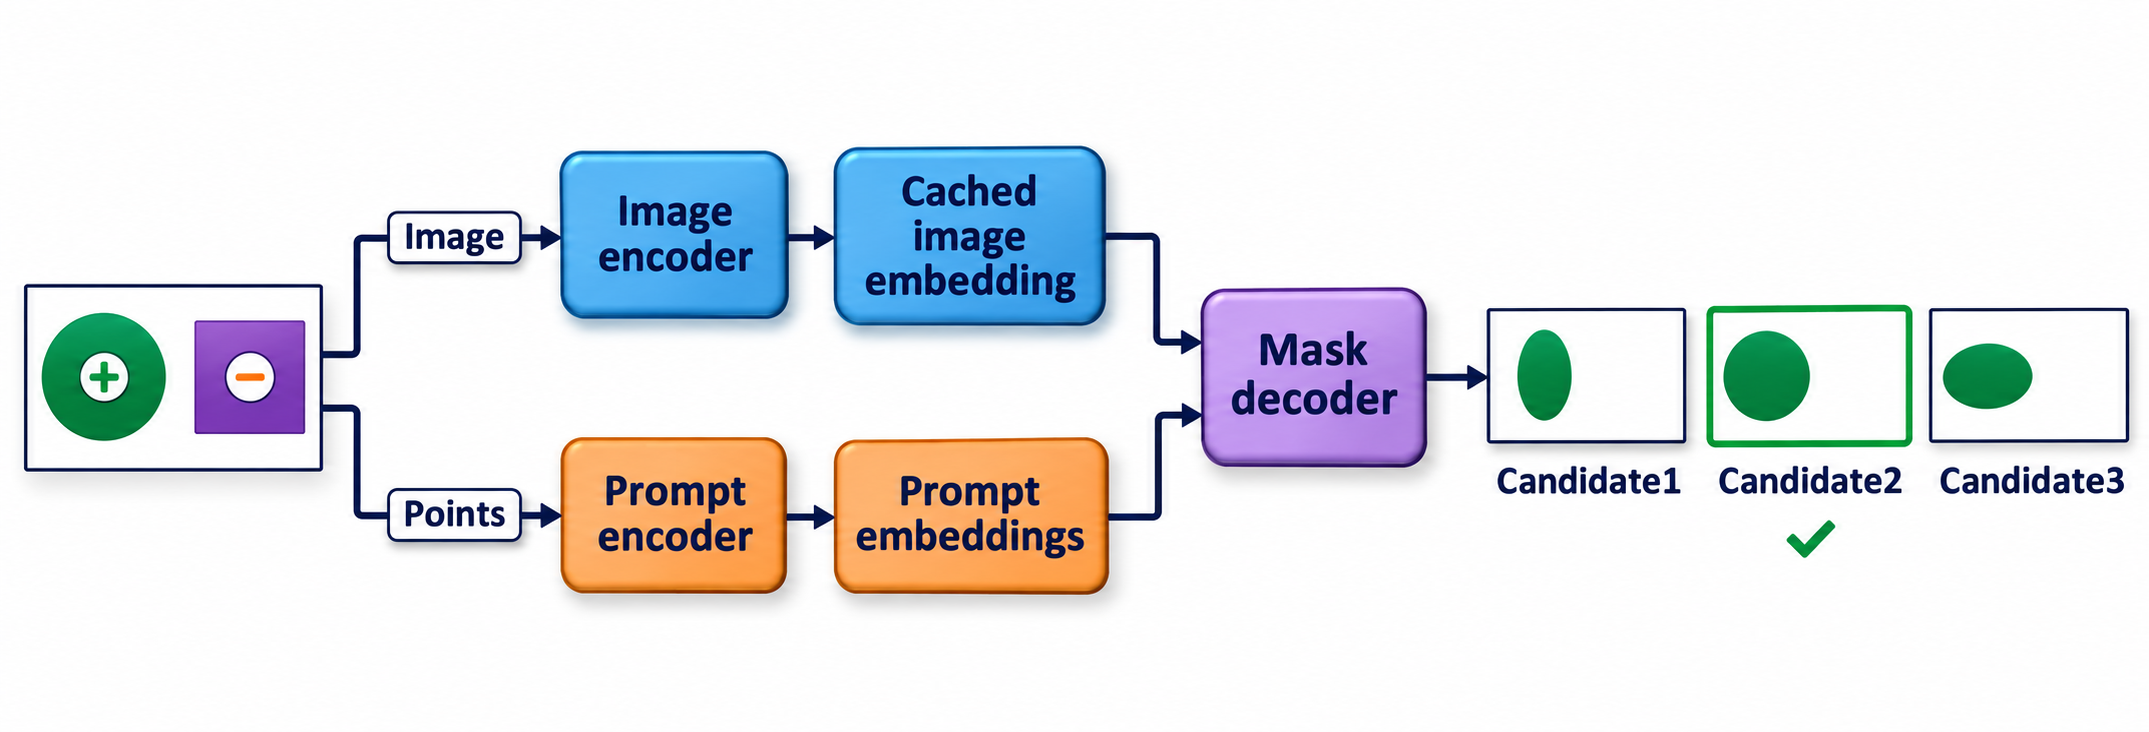 Image
Image
encoder
Cached
image
embedding
Points
Prompt
encoder
Prompt
embeddings
Mask
decoder
Candidate1
Candidate2
Candidate3